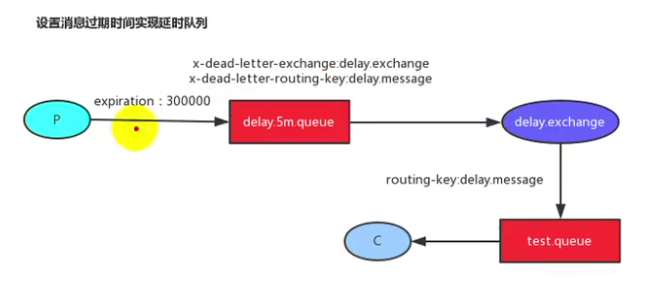 设置消息过期时间实现延时队列
x-dead-letter-exchange:delay.exchange
x-dead-letter-routing-key:delay.message
expiration：300000
P
delay.5m.queue
delay.exchange
routing-key:delay.message
C
test.queue